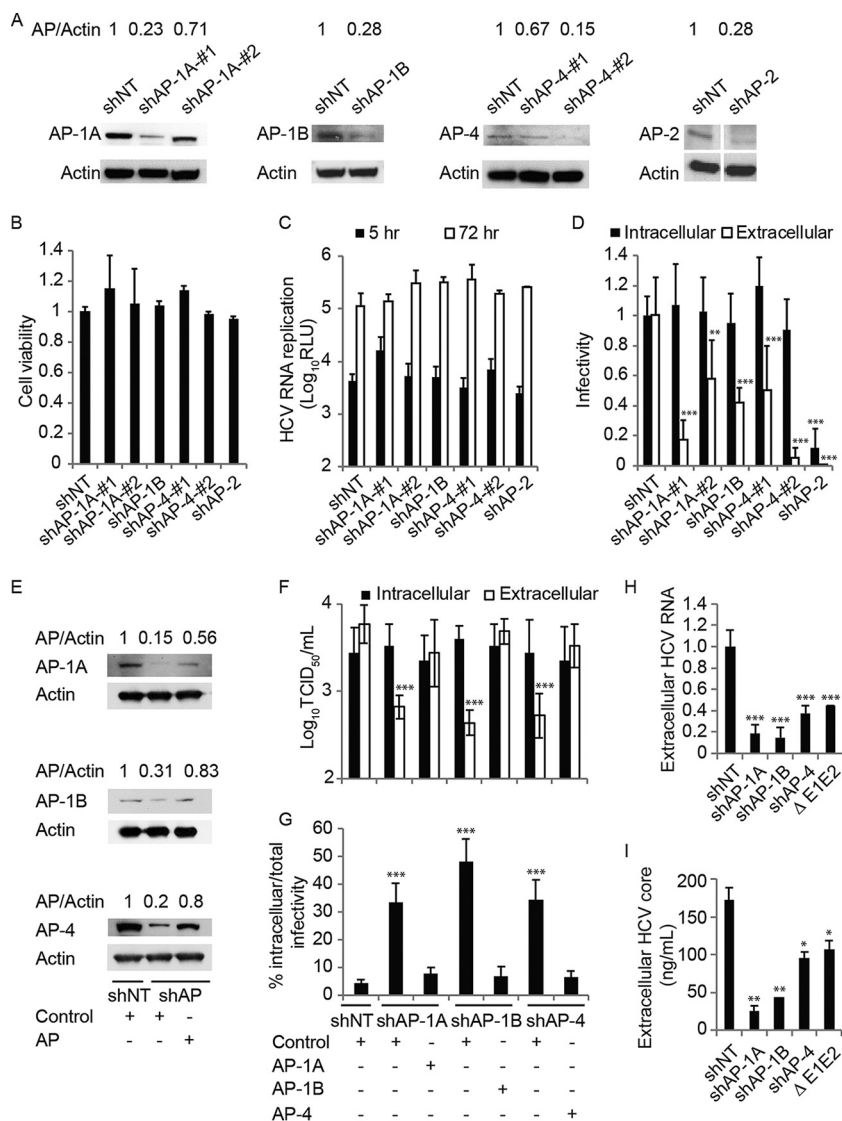 A
AP/Actin 1 0.23 0.71 1 0.28 1 0.67 0.15 1 0.28
shNT shAP-1A-#1 shAP-1A-#2 shNT shAP-1B shNT shAP-4-#1 shAP-4-#2 shNT shAP-2
AP-1A AP-1B AP-4 AP-2
Actin Actin Actin Actin
B
Cell viability
1.4
1.2
1
0.8
0.6
0.4
0.2
0
shNT shAP-1A-#1 shAP-1A-#2 shAP-1B shAP-4-#1 shAP-4-#2 shAP-2
C
5 hr 72 hr
HCV RNA replication
(Log10RLU)
6
5
4
3
2
shNT shAP-1A-#1 shAP-1A-#2 shAP-1B shAP-4-#1 shAP-4-#2 shAP-2
D
Intracellular Extracellular
Infectivity
1.4
1.2
1
0.8
0.6
0.4
0.2
0
*** ** *** *** *** *** ***
shNT shAP-1A-#1 shAP-1A-#2 shAP-1B shAP-4-#1 shAP-4-#2 shAP-2
E
AP/Actin 1 0.15 0.56
AP-1A
Actin
AP/Actin 1 0.31 0.83
AP-1B
Actin
AP/Actin 1 0.2 0.8
AP-4
Actin
shNT shAP
Control + + -
AP - - +
F
Intracellular Extracellular
Log10TCID50/mL
4
3
2
*** *** ***
G
% intracelluar/total
infectivity
60
50
40
30
20
10
0
*** *** ***
shNT shAP-1A shAP-1B shAP-4
Control + + - + - + -
AP-1A - - + - - - -
AP-1B - - - - + - -
AP-4 - - - - - - +
H
Extracellular HCV RNA
1.6
1.2
0.8
0.4
0
*** *** *** ***
shNT shAP-1A shAP-1B shAP-4 Δ E1E2
I
Extracellular HCV core
(ng/mL)
200
150
100
50
0
** ** * *
shNT shAP-1A shAP-1B shAP-4 Δ E1E2